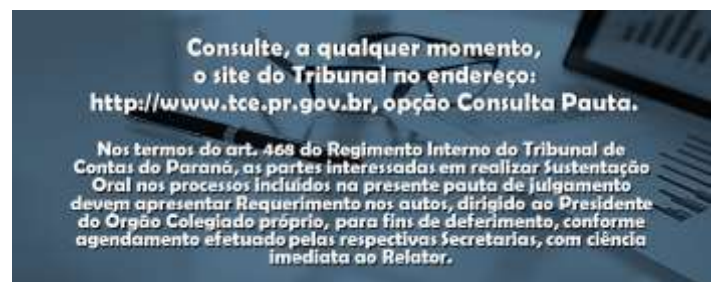 Consulte, a qualquer momento,
o site do Tribunal no endereço:
http://www.tce.pr.gov.br, opção Consulta Pauta.
Nos termos do art. 468 do Regimento Interno do Tribunal de
Contas do Paraná, as partes interessadas em realizar Sustentação
Oral nos processos incluídos na presente pauta de julgamento
devem apresentar Requerimento nos autos, dirigido ao Presidente
do Órgão Colegiado próprio, para fins de deferimento, conforme
agendamento efetuado pelas respectivas Secretarias, com ciência
imediata ao Relator.